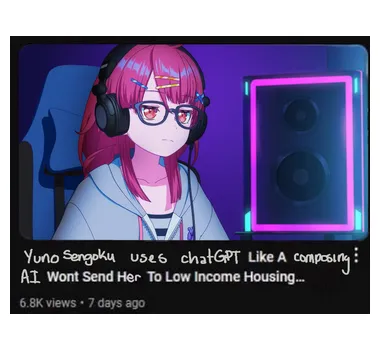 Yuno Sengoku uses chatGPT Like A composing
AI Wont Send Her To Low Income Housing...
6.8K views • 7 days ago